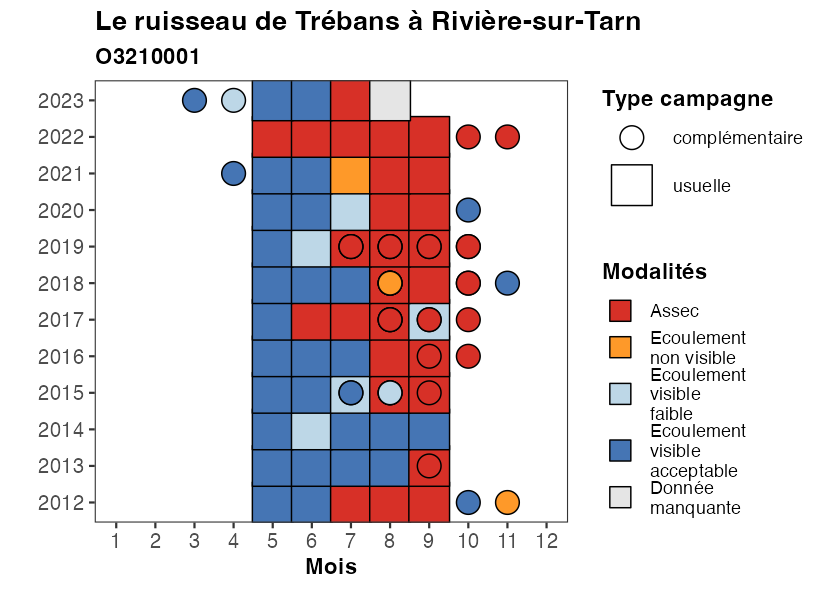 Le ruisseau de Trébans à Rivière-sur-Tarn
O3210001
2023
2022
2021
2020
2019
2018
2017
2016
2015
2014
2013
2012
1 2 3 4 5 6 7 8 9 10 11 12
Mois
Type campagne
complémentaire
usuelle
Modalités
Assec
Ecoulement
non visible
Ecoulement
visible
faible
Ecoulement
visible
acceptable
Donnée
manquante